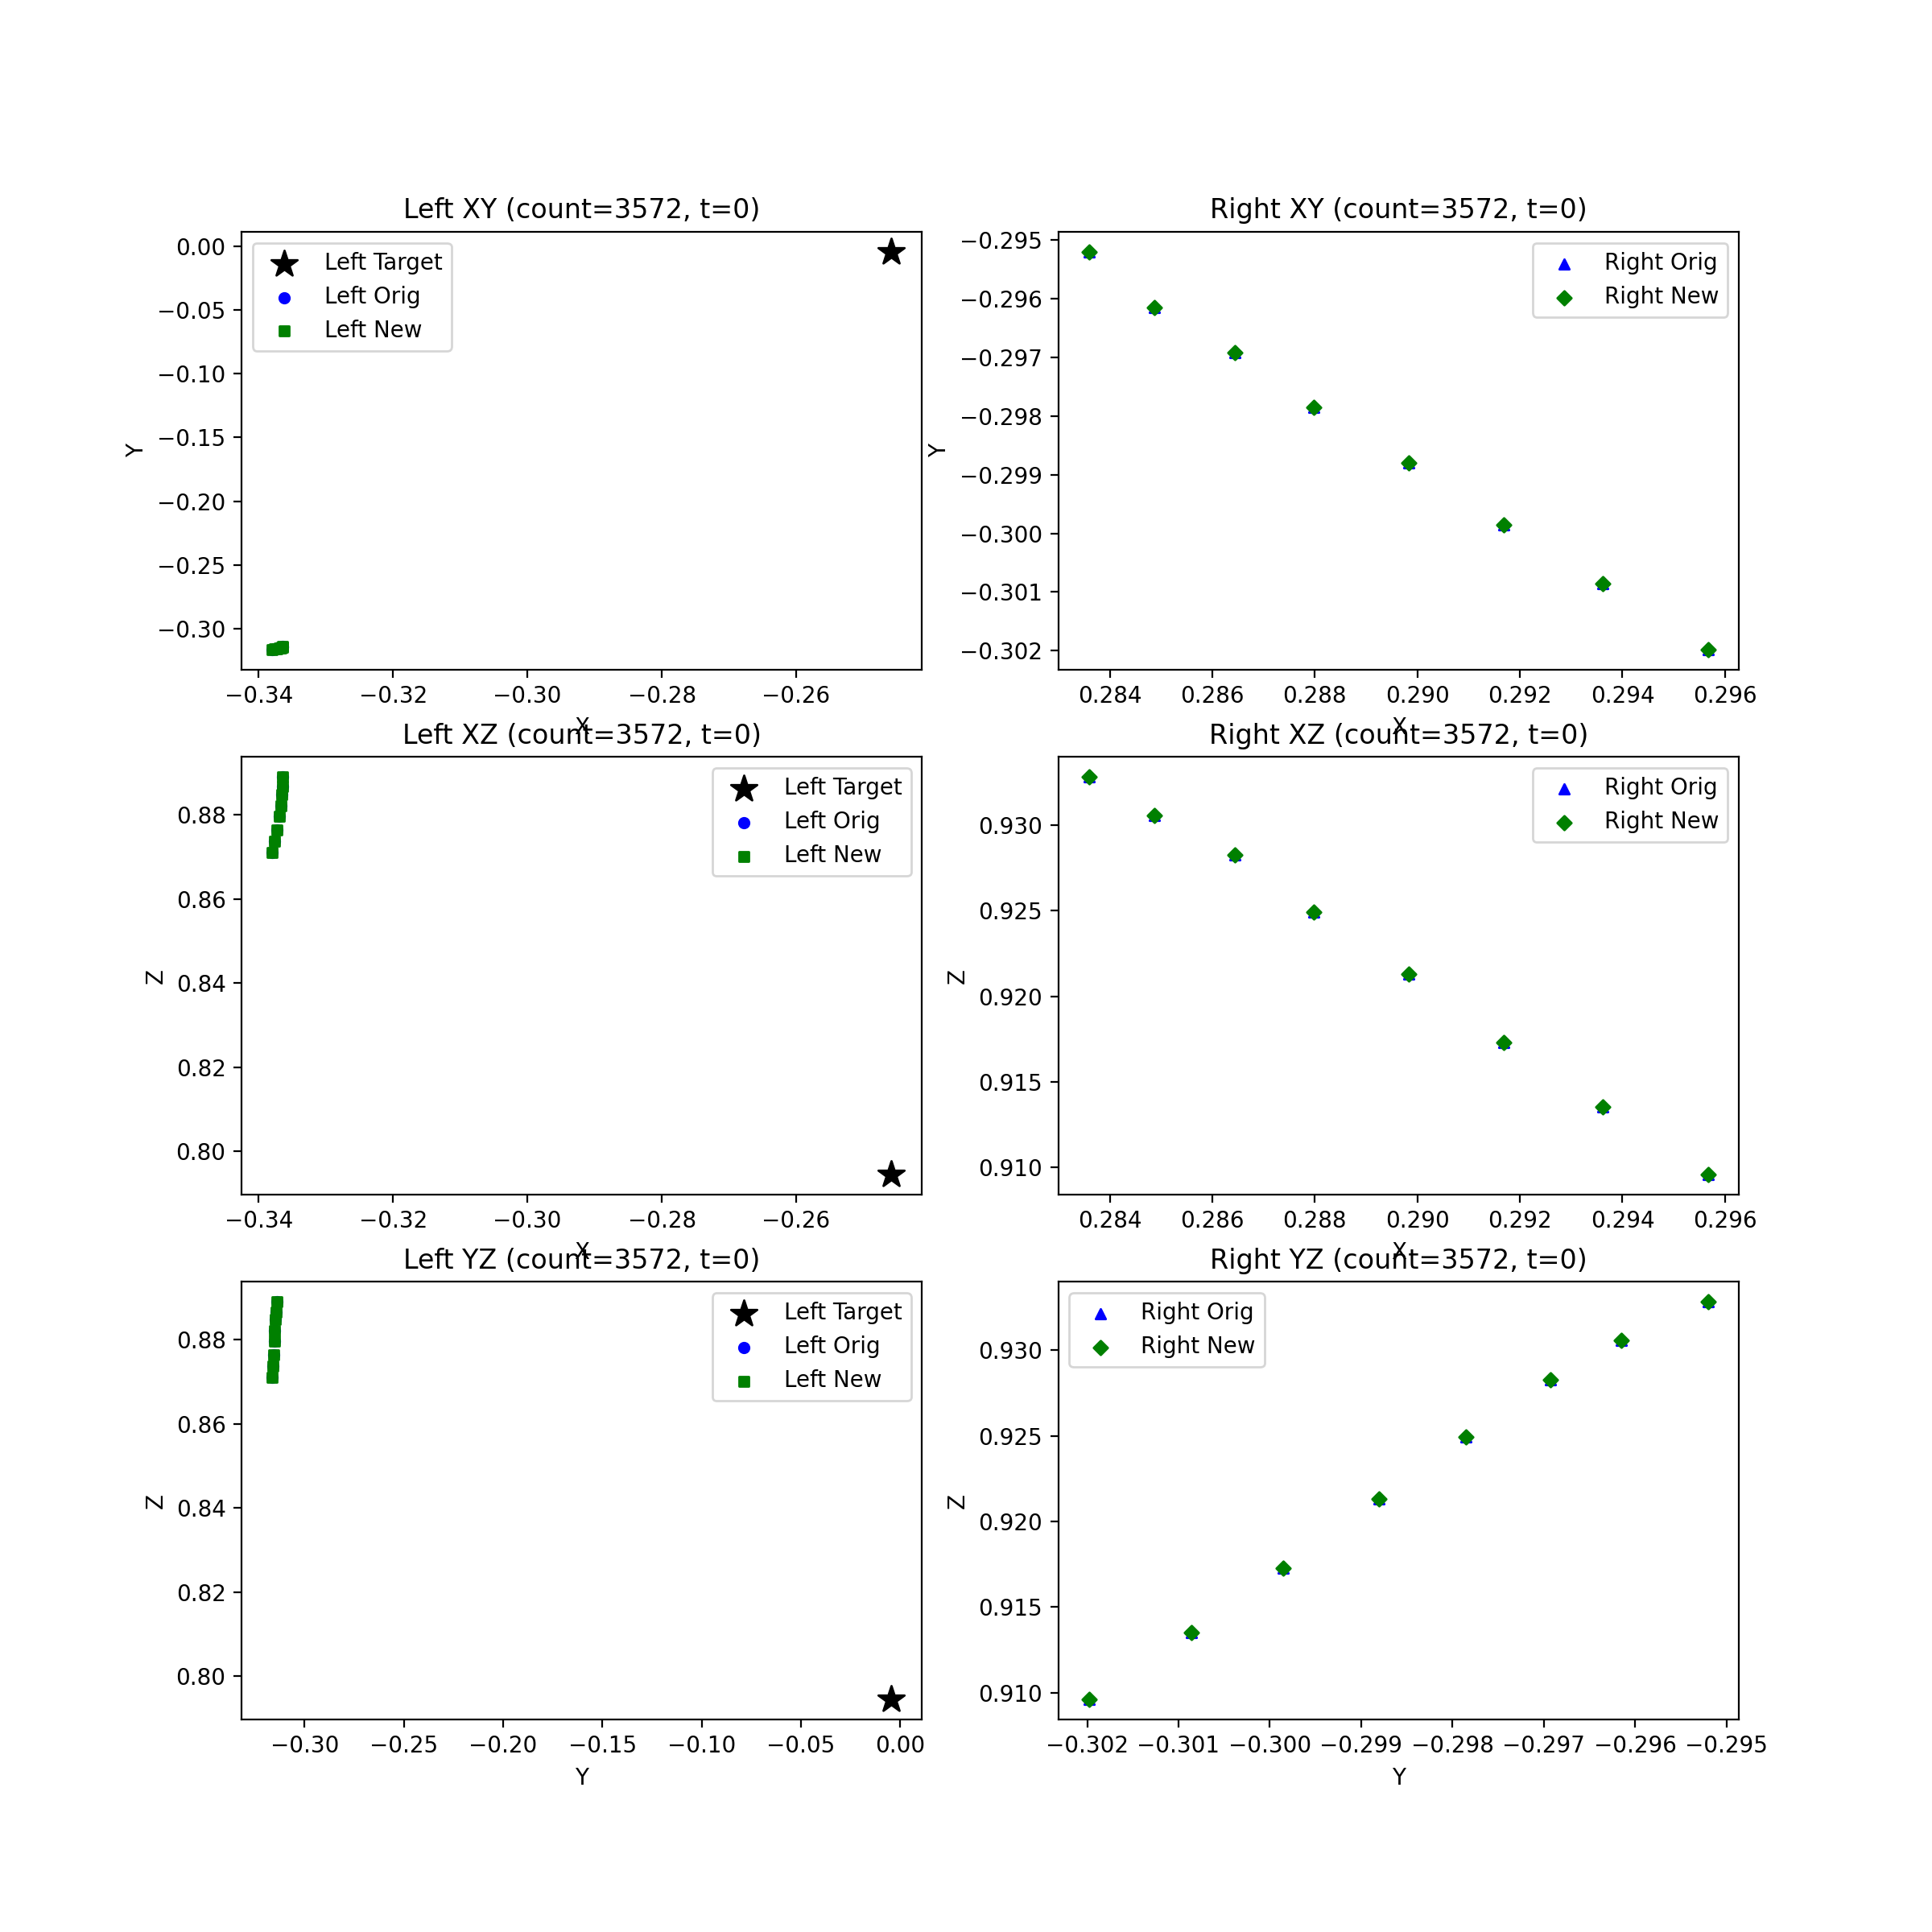 Left XY (count=3572, t=0)
0.00
−0.05
−0.10
−0.15
−0.20
−0.25
−0.30
Y
Left Target
Left Orig
Left New
−0.34
−0.32
−0.30
−0.28
−0.26
X
Right XY (count=3572, t=0)
−0.295
−0.296
−0.297
−0.298
−0.299
−0.300
−0.301
−0.302
Y
Right Orig
Right New
0.284
0.286
0.288
0.290
0.292
0.294
0.296
X
Left XZ (count=3572, t=0)
0.88
0.86
0.84
0.82
0.80
Z
Left Target
Left Orig
Left New
−0.34
−0.32
−0.30
−0.28
−0.26
X
Right XZ (count=3572, t=0)
0.930
0.925
0.920
0.915
0.910
Z
Right Orig
Right New
0.284
0.286
0.288
0.290
0.292
0.294
0.296
X
Left YZ (count=3572, t=0)
0.88
0.86
0.84
0.82
0.80
Z
Left Target
Left Orig
Left New
−0.30
−0.25
−0.20
−0.15
−0.10
−0.05
0.00
Y
Right YZ (count=3572, t=0)
0.930
0.925
0.920
0.915
0.910
Z
Right Orig
Right New
−0.302
−0.301
−0.300
−0.299
−0.298
−0.297
−0.296
−0.295
Y